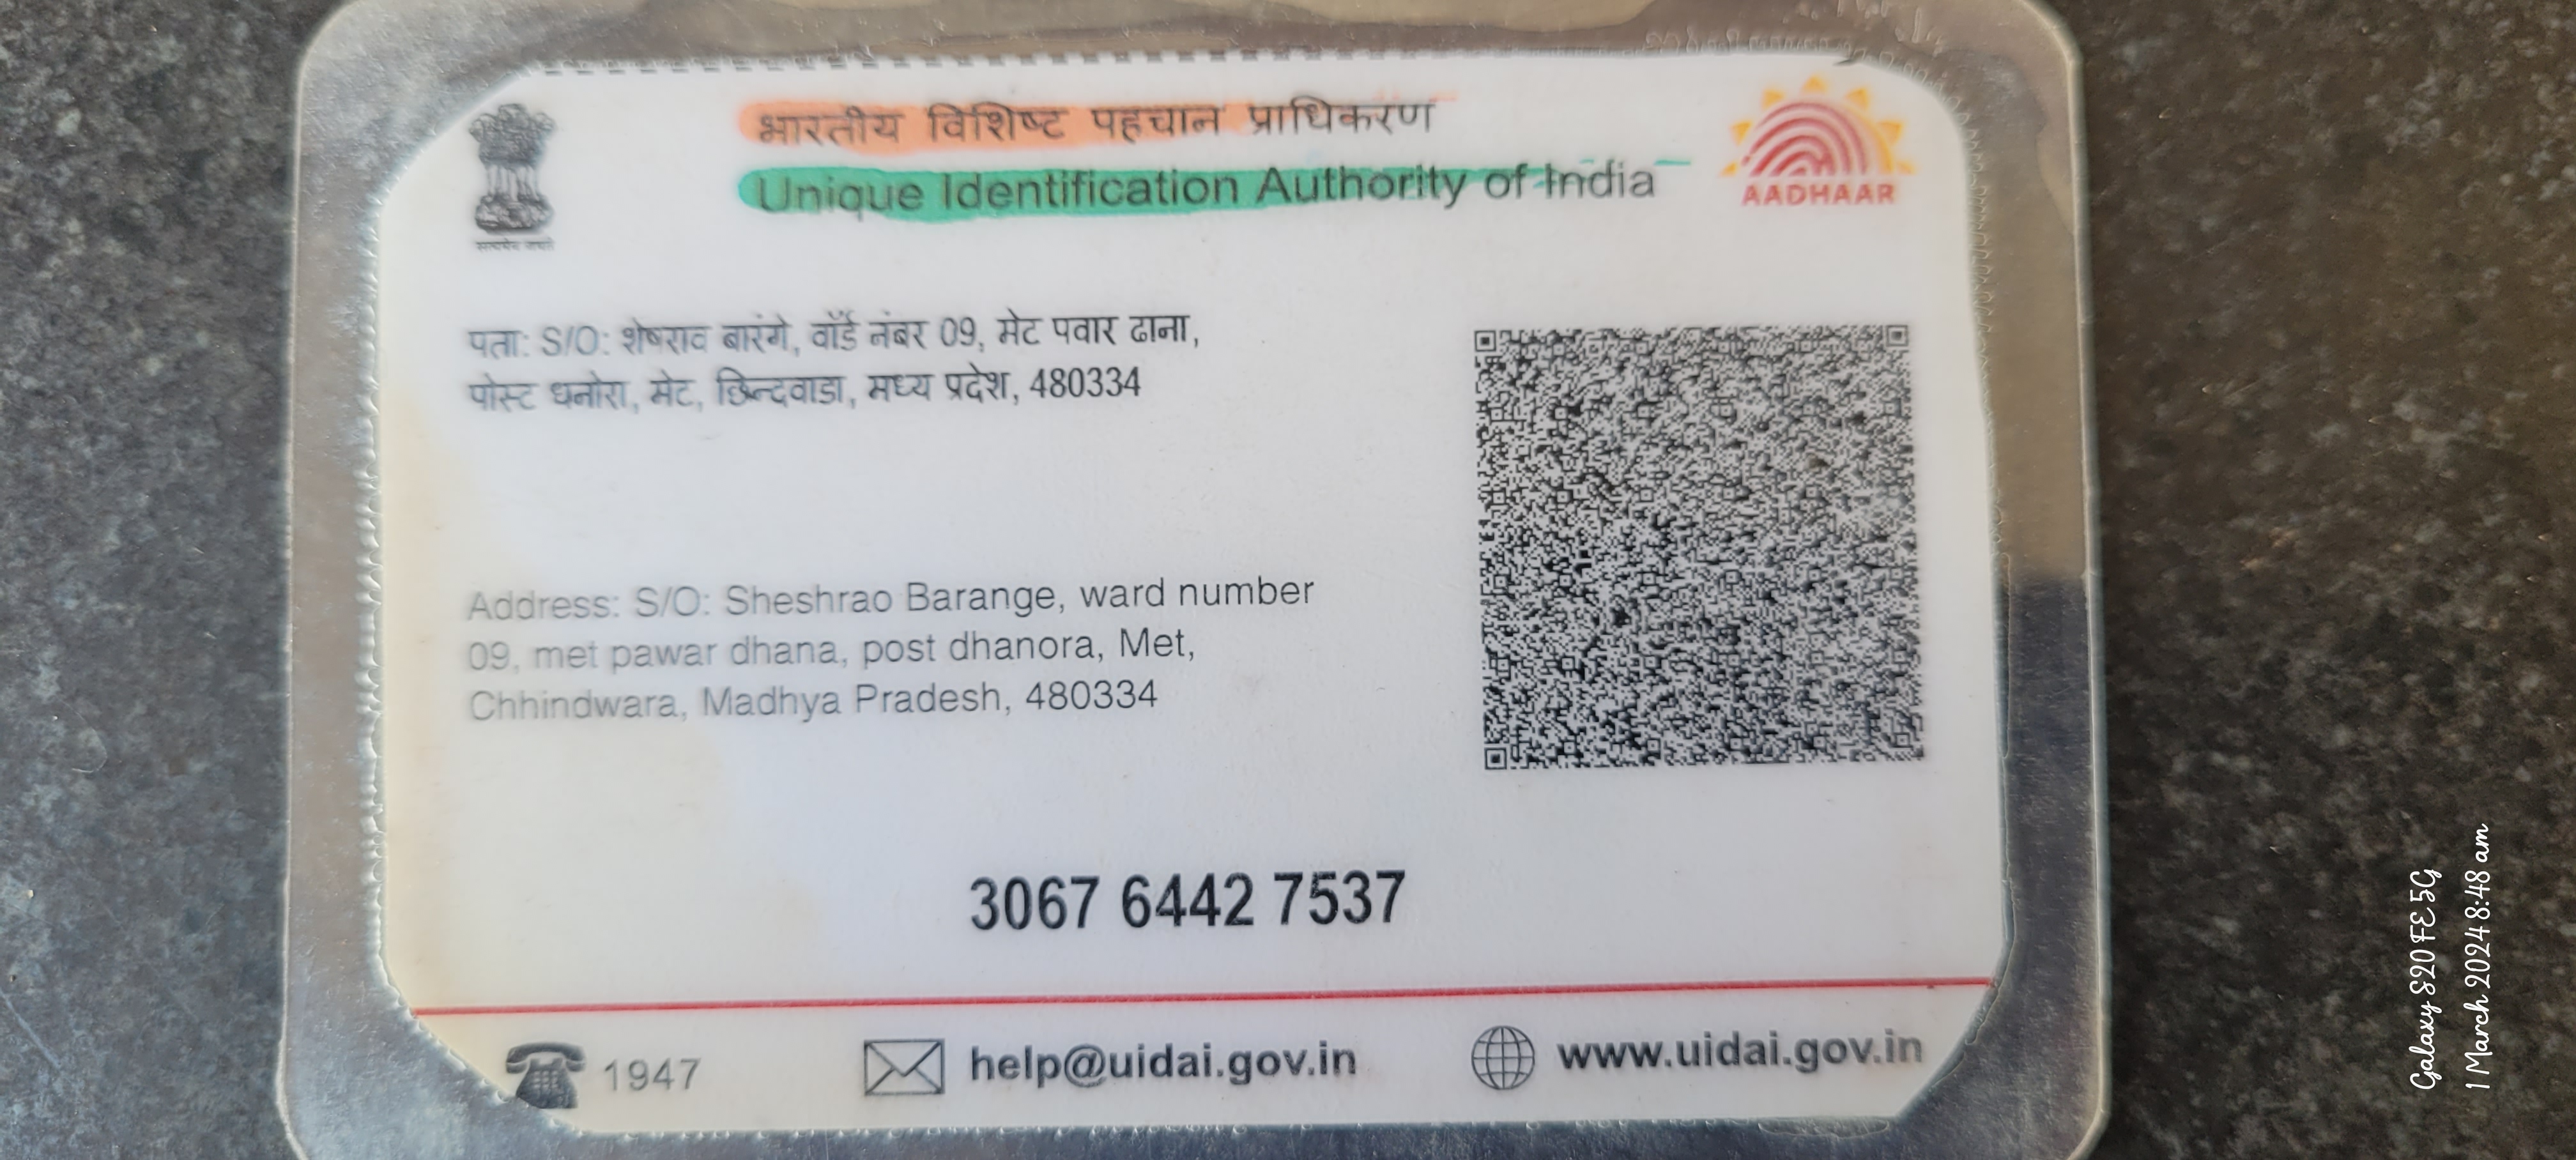 भारतीय विशिष्ट पहचान प्राधिकरण
Unique Identification Authority of India
AADHAAR
सत्यमेव जयते
पता: S/O: शेषराव बारंगे, वॉर्ड नंबर 09, मेट पवार ढाना,
पोस्ट धनोरा, मेट, छिन्दवाडा, मध्य प्रदेश, 480334
Address: S/O: Sheshrao Barange, ward number
09, met pawar dhana, post dhanora, Met,
Chhindwara, Madhya Pradesh, 480334
3067 6442 7537
1947
help@uidai.gov.in
www.uidai.gov.in
Galaxy S20 FE 5G
1 March 2024 8:48 am